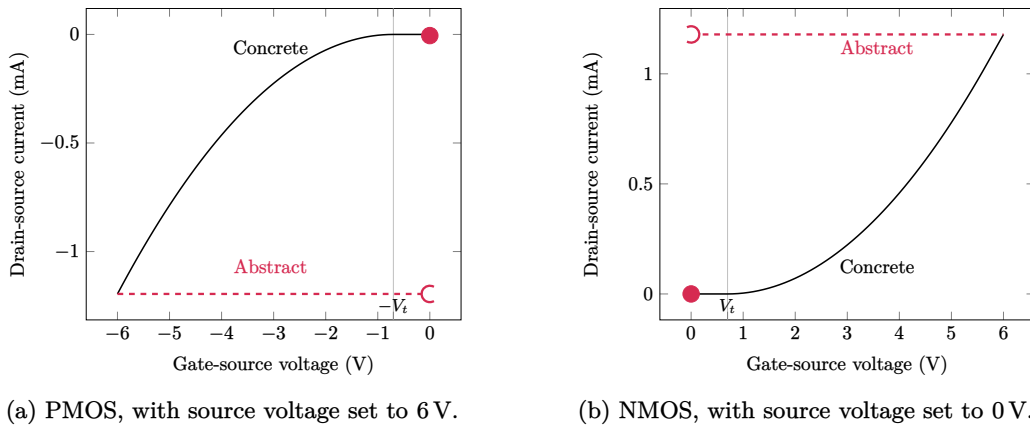 0
−0.5
−1
Drain-source current (mA)
Concrete
Abstract
−V_t
−6 −5 −4 −3 −2 −1 0
Gate-source voltage (V)
(a) PMOS, with source voltage set to 6 V.
1
0.5
0
Drain-source current (mA)
Abstract
Concrete
V_t
0 1 2 3 4 5 6
Gate-source voltage (V)
(b) NMOS, with source voltage set to 0 V.